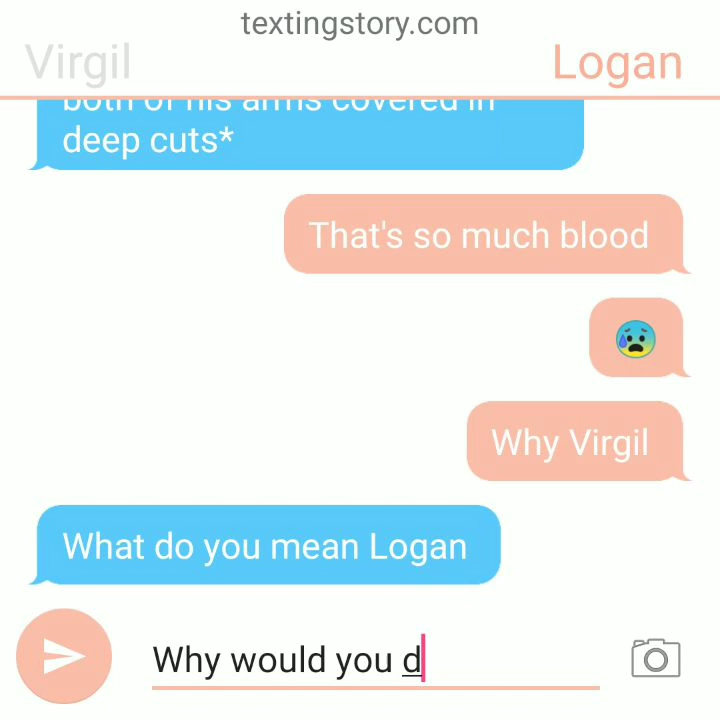 textingstory.com
Virgil
Logan
both of his arms covered in
deep cuts*
That's so much blood
Why Virgil
What do you mean Logan
Why would you d